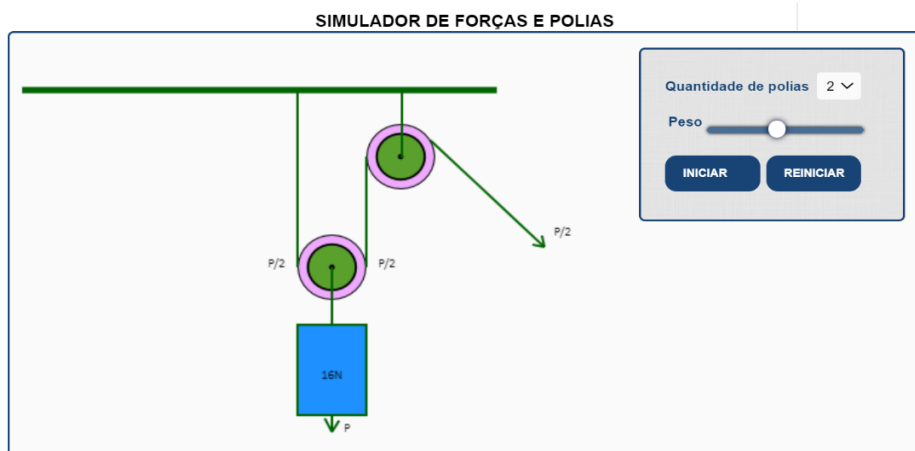 SIMULADOR DE FORÇAS E POLIAS
Quantidade de polias 2
Peso
INICIAR REINICIAR
P/2
P/2 P/2
16N
P